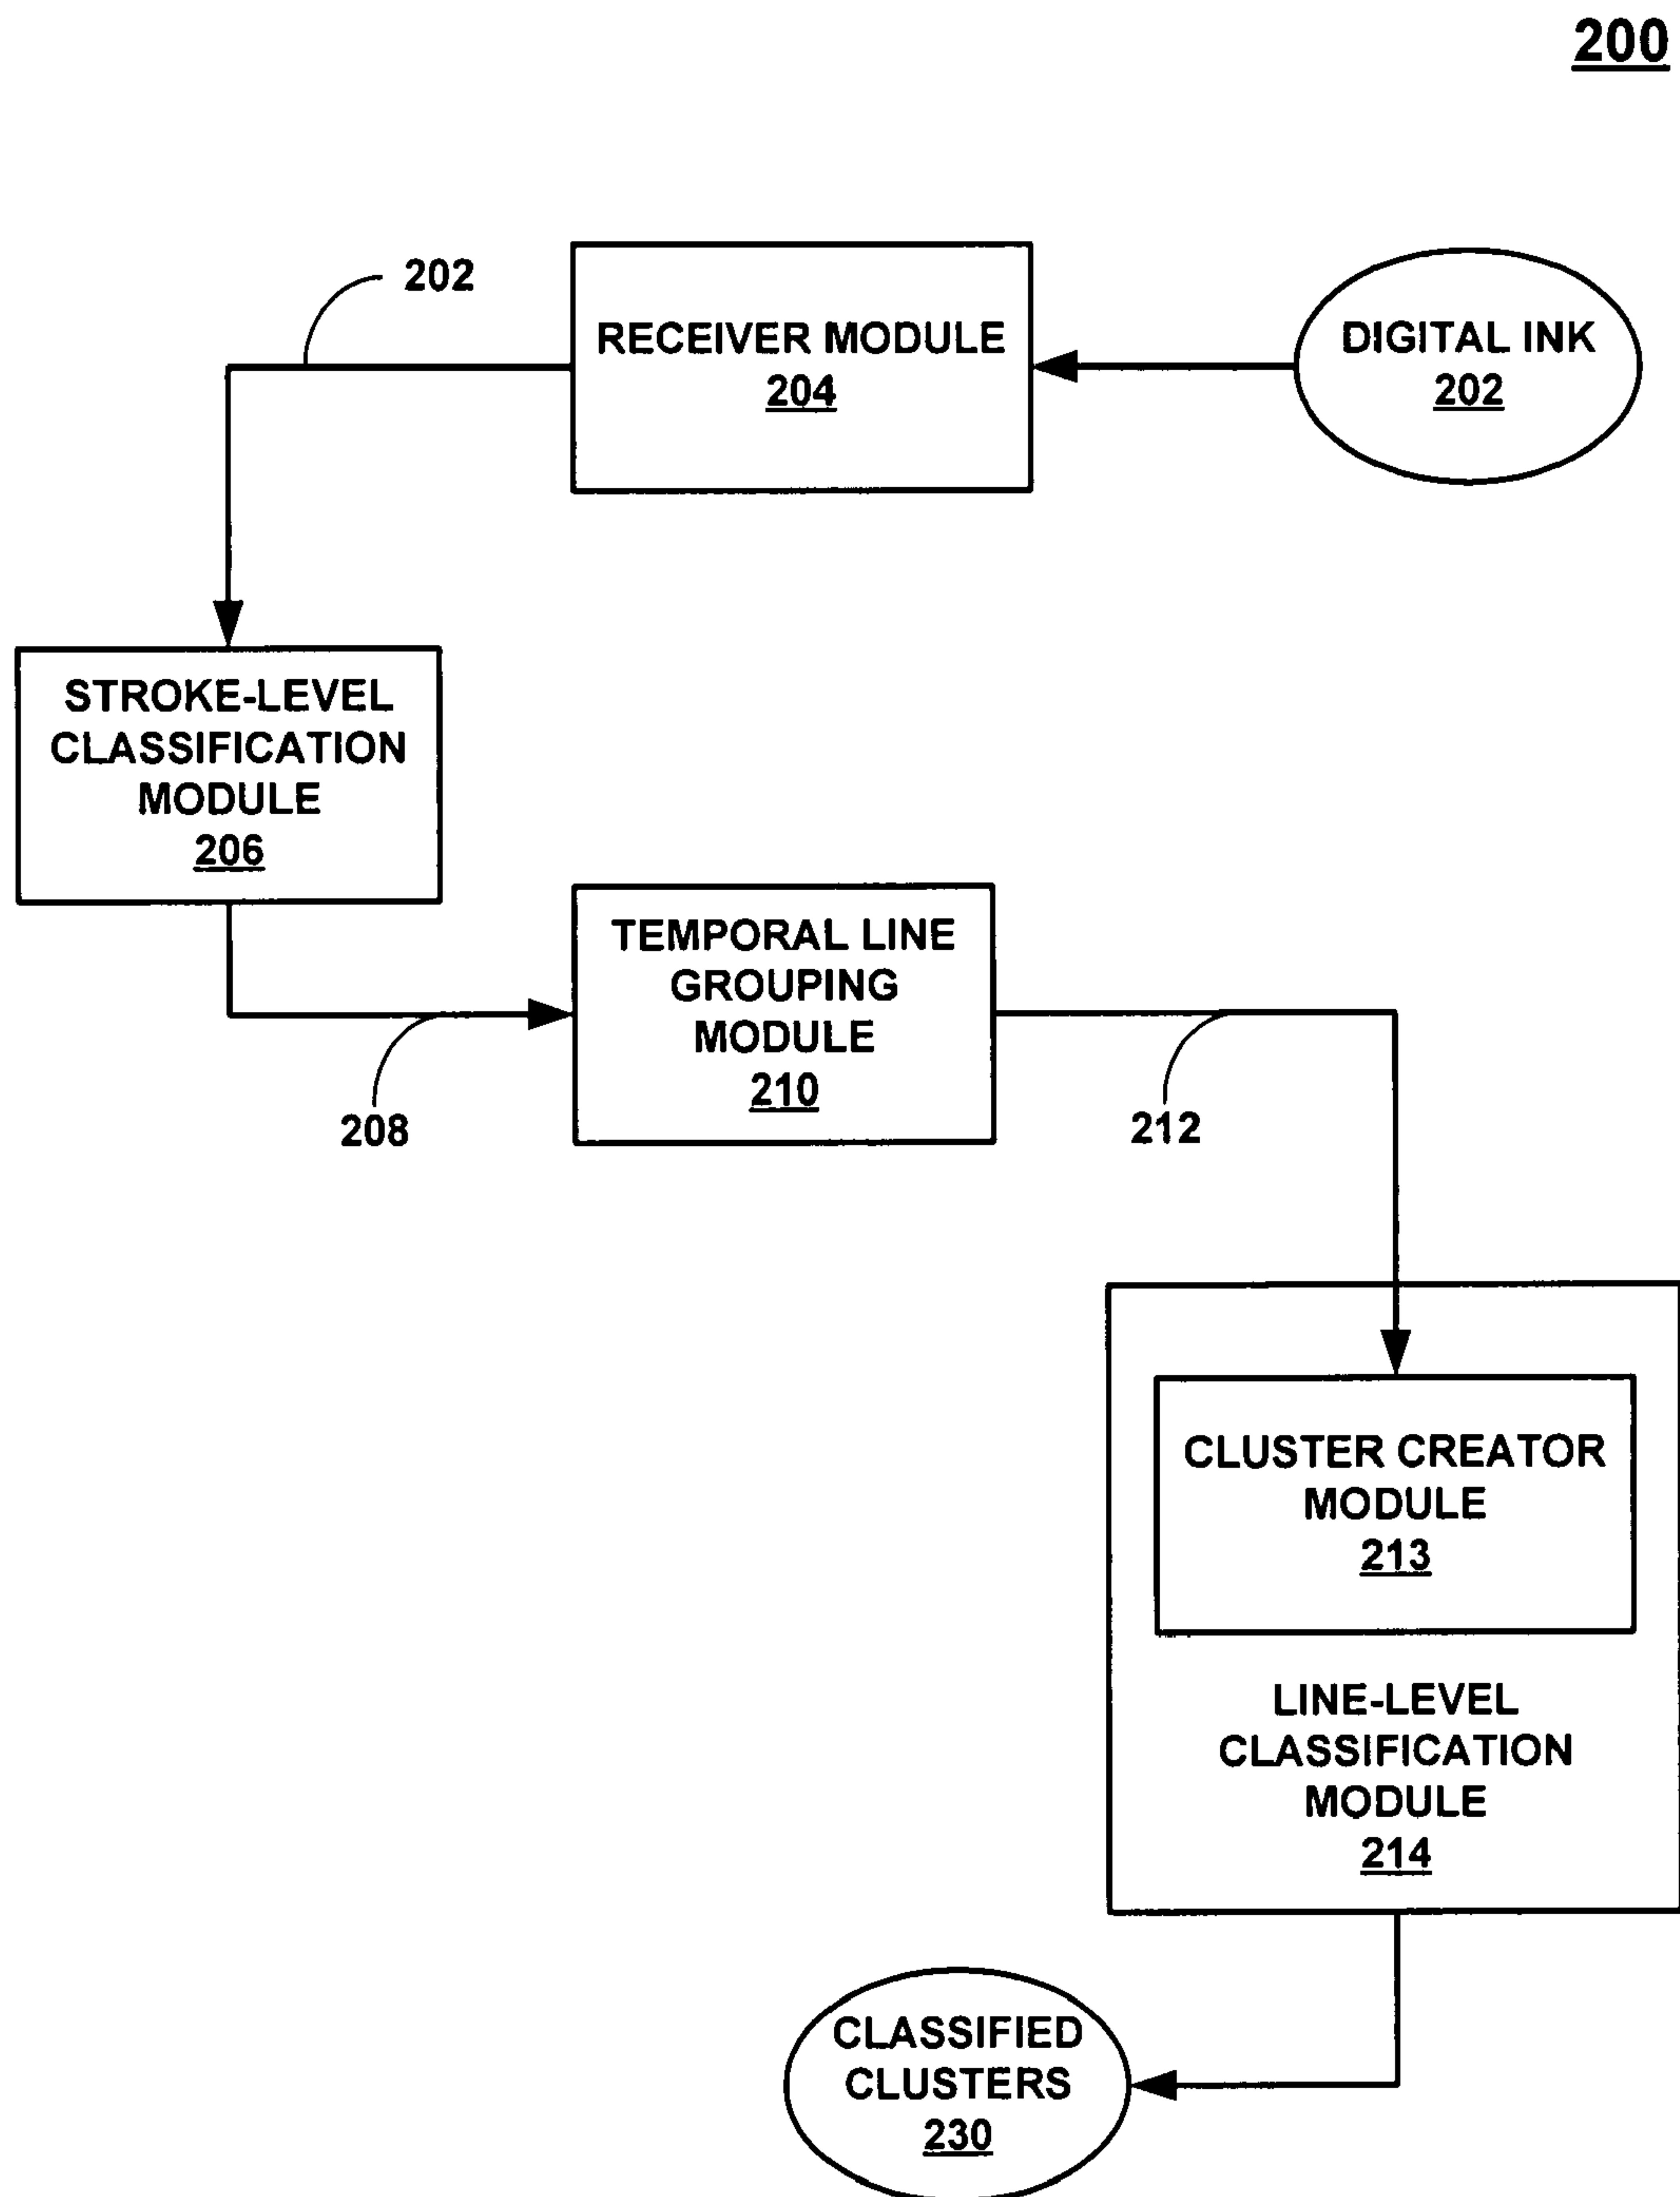 200
202
RECEIVER MODULE
204
DIGITAL INK
202
STROKE-LEVEL
CLASSIFICATION
MODULE
206
TEMPORAL LINE
GROUPING
MODULE
210
208
212
CLUSTER CREATOR
MODULE
213
LINE-LEVEL
CLASSIFICATION
MODULE
214
CLASSIFIED
CLUSTERS
230